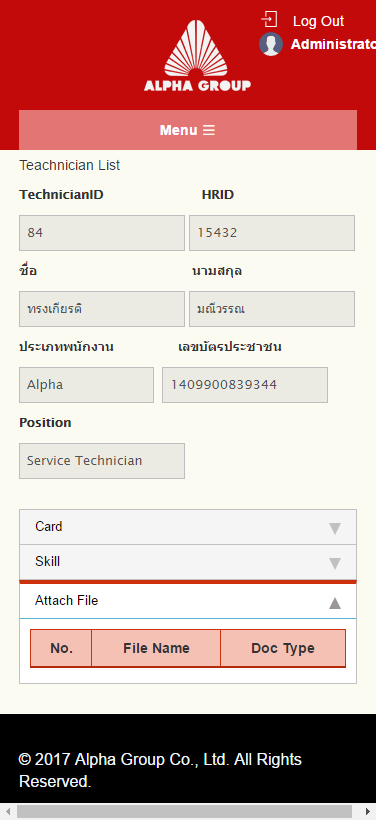 Log Out
Administrato
ALPHA GROUP
Menu ☰
Teachnician List
TechnicianID HRID
84 15432
ชื่อ นามสกุล
ทรงเกียรติ มณีวรรณ
ประเภทพนักงาน เลขบัตรประชาชน
Alpha 1409900839344
Position
Service Technician
Card ▼
Skill ▼
Attach File ▲
No. File Name Doc Type
© 2017 Alpha Group Co., Ltd. All Rights
Reserved.